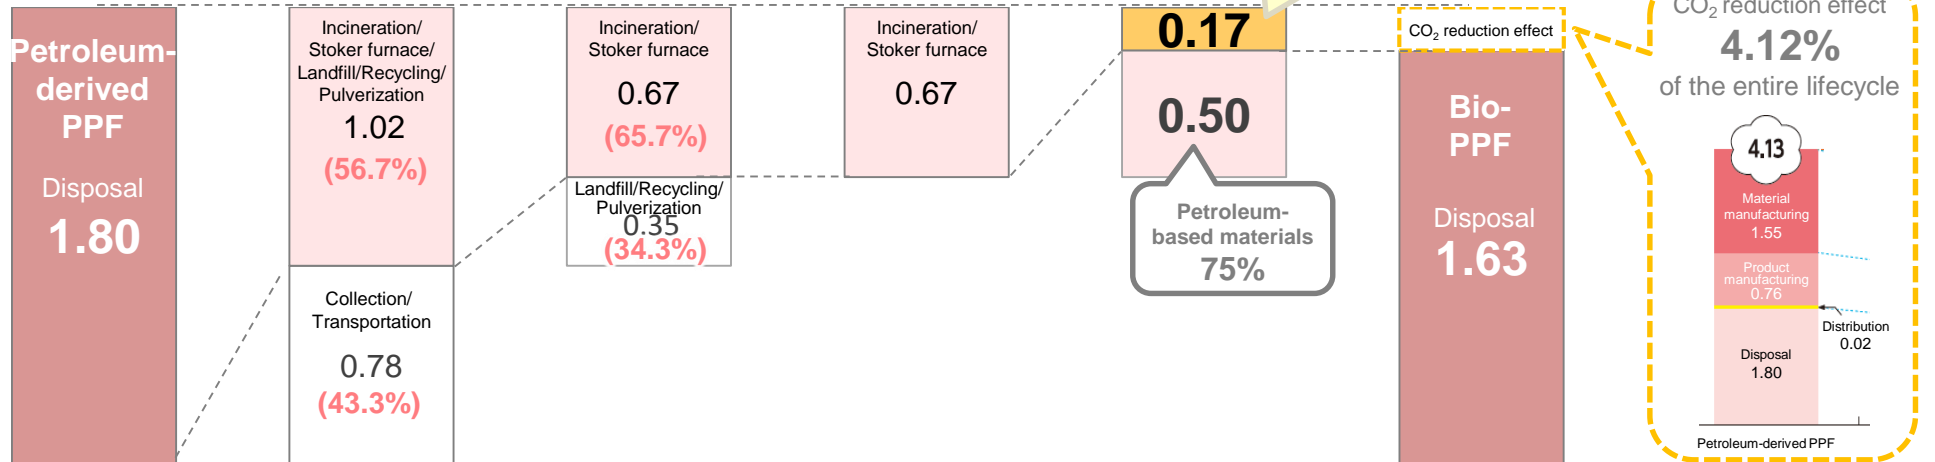 Petroleum-
derived
PPF
Disposal
1.80
Incineration/
Stoker furnace/
Landfill/Recycling/
Pulverization
1.02
(56.7%)
Collection/
Transportation
0.78
(43.3%)
Incineration/
Stoker furnace
0.67
(65.7%)
Landfill/Recycling/
Pulverization
0.35
(34.3%)
Incineration/
Stoker furnace
0.67
0.17
0.50
Petroleum-
based materials
75%
CO2 reduction effect
Bio-
PPF
Disposal
1.63
CO2 reduction effect
4.12%
of the entire lifecycle
4.13
Material
manufacturing
1.55
Product
manufacturing
0.76
Distribution
0.02
Disposal
1.80
Petroleum-derived PPF